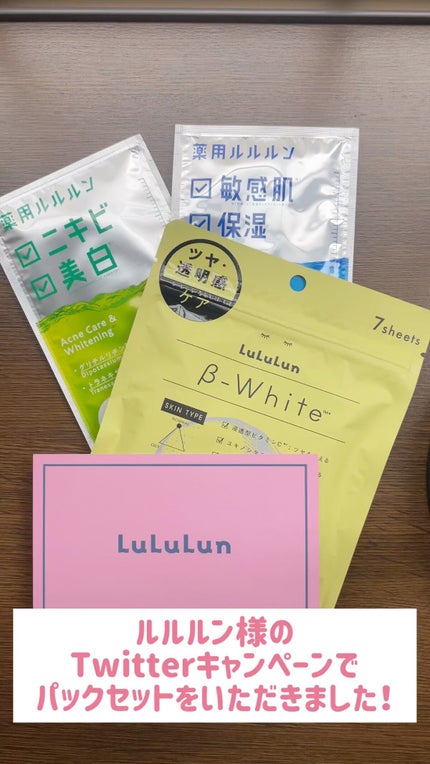 薬用ルルルン
敏感肌
保湿
薬用ルルルン
ニキビ
美白
Acne Care &
Whitening
ツヤ・
透明感
ケア
7 sheets
LuLuLun
β-White
SKIN TYPE
LuLuLun
ルルルン様の
Twitterキャンペーンで
パックセットをいただきました!